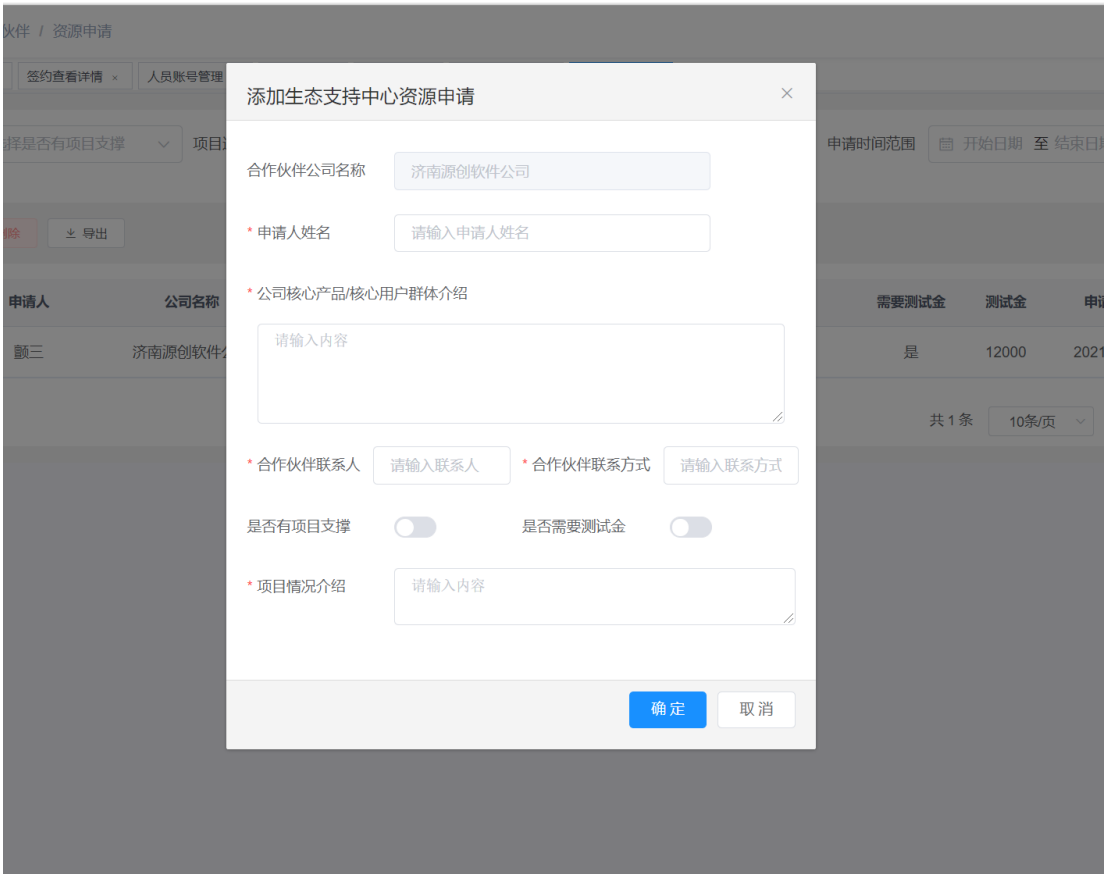 伙伴 / 资源申请
签约查看详情 × 人员账号管理
添加生态支持中心资源申请
择是否有项目支撑 项目 申请时间范围 开始日期 至 结束日期
合作伙伴公司名称 济南源创软件公司
* 申请人姓名 请输入申请人姓名
删除 导出
* 公司核心产品/核心用户群体介绍
申请人 公司名称 需要测试金 测试金 申请
请输入内容
颤三 济南源创软件公 是 12000 2021
共 1 条 10条/页
* 合作伙伴联系人 请输入联系人 * 合作伙伴联系方式 请输入联系方式
是否有项目支撑 是否需要测试金
* 项目情况介绍 请输入内容
确 定 取 消